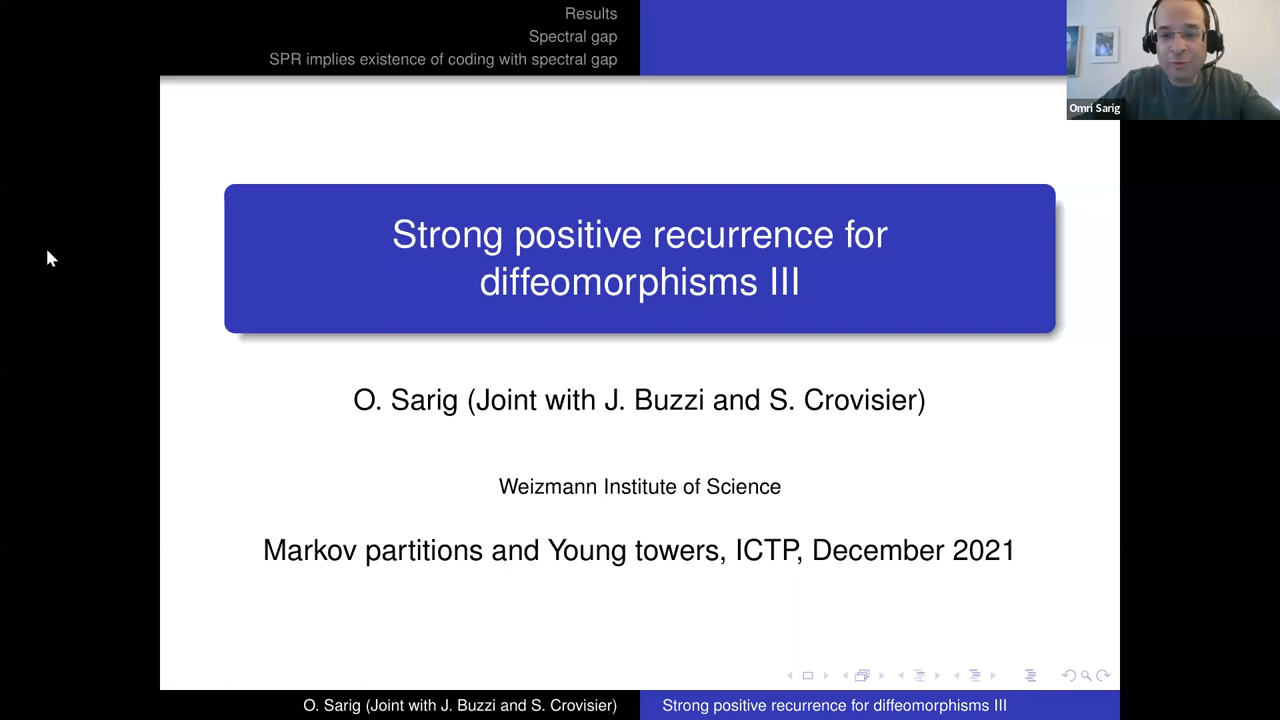 Results
Spectral gap
SPR implies existence of coding with spectral gap
Omri Sarig
Strong positive recurrence for
diffeomorphisms III
O. Sarig (Joint with J. Buzzi and S. Crovisier)
Weizmann Institute of Science
Markov partitions and Young towers, ICTP, December 2021
O. Sarig (Joint with J. Buzzi and S. Crovisier)
Strong positive recurrence for diffeomorphisms III